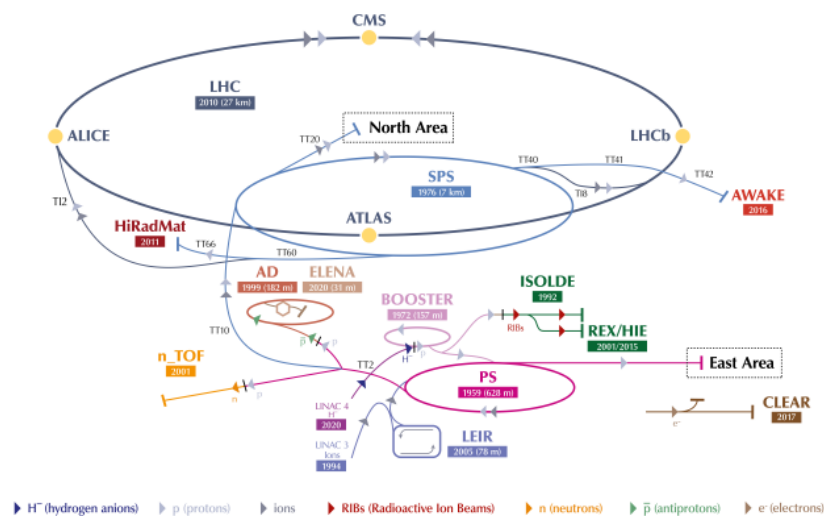 CMS
LHC
2010 (27 km)
ALICE
LHCb
North Area
TT20
TT40
TT41
TT42
SPS
1976 (7 km)
TI8
TI2
AWAKE
2016
HiRadMat
2011
ATLAS
TT66
TT60
AD
1999 (182 m)
ELENA
2020 (31 m)
ISOLDE
1992
BOOSTER
1972 (157 m)
RIBs
REX/HIE
2001/2015
TT10
p
p̅
p
H⁻
n_TOF
2001
TT2
East Area
n
p
PS
1959 (628 m)
LINAC 4
H⁻
2020
CLEAR
2017
e⁻
LINAC 3
Ions
1994
LEIR
2005 (78 m)
H⁻ (hydrogen anions)
p (protons)
ions
RIBs (Radioactive Ion Beams)
n (neutrons)
p̅ (antiprotons)
e⁻ (electrons)